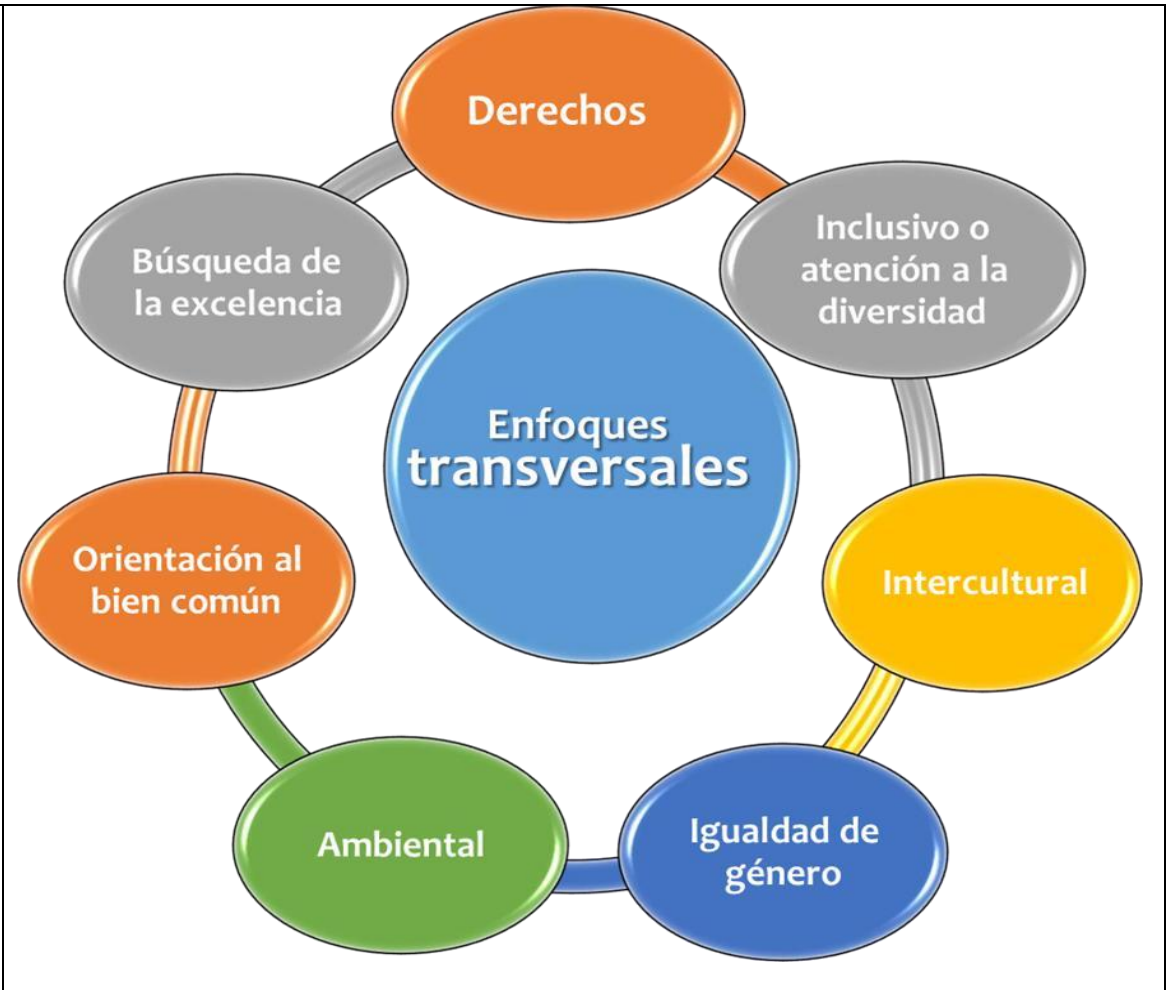 Derechos
Inclusivo o
atención a la
diversidad
Intercultural
Igualdad de
género
Ambiental
Orientación al
bien común
Búsqueda de
la excelencia
Enfoques
transversales